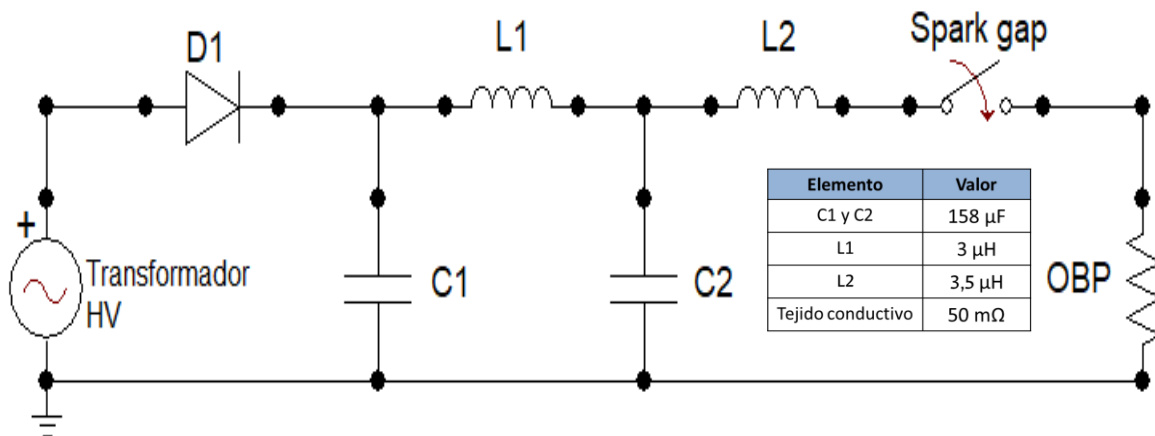 D1
L1
L2
Spark gap
+
Transformador
HV
C1
C2
OBP
Elemento Valor
C1 y C2 158 µF
L1 3 µH
L2 3,5 µH
Tejido conductivo 50 mΩ